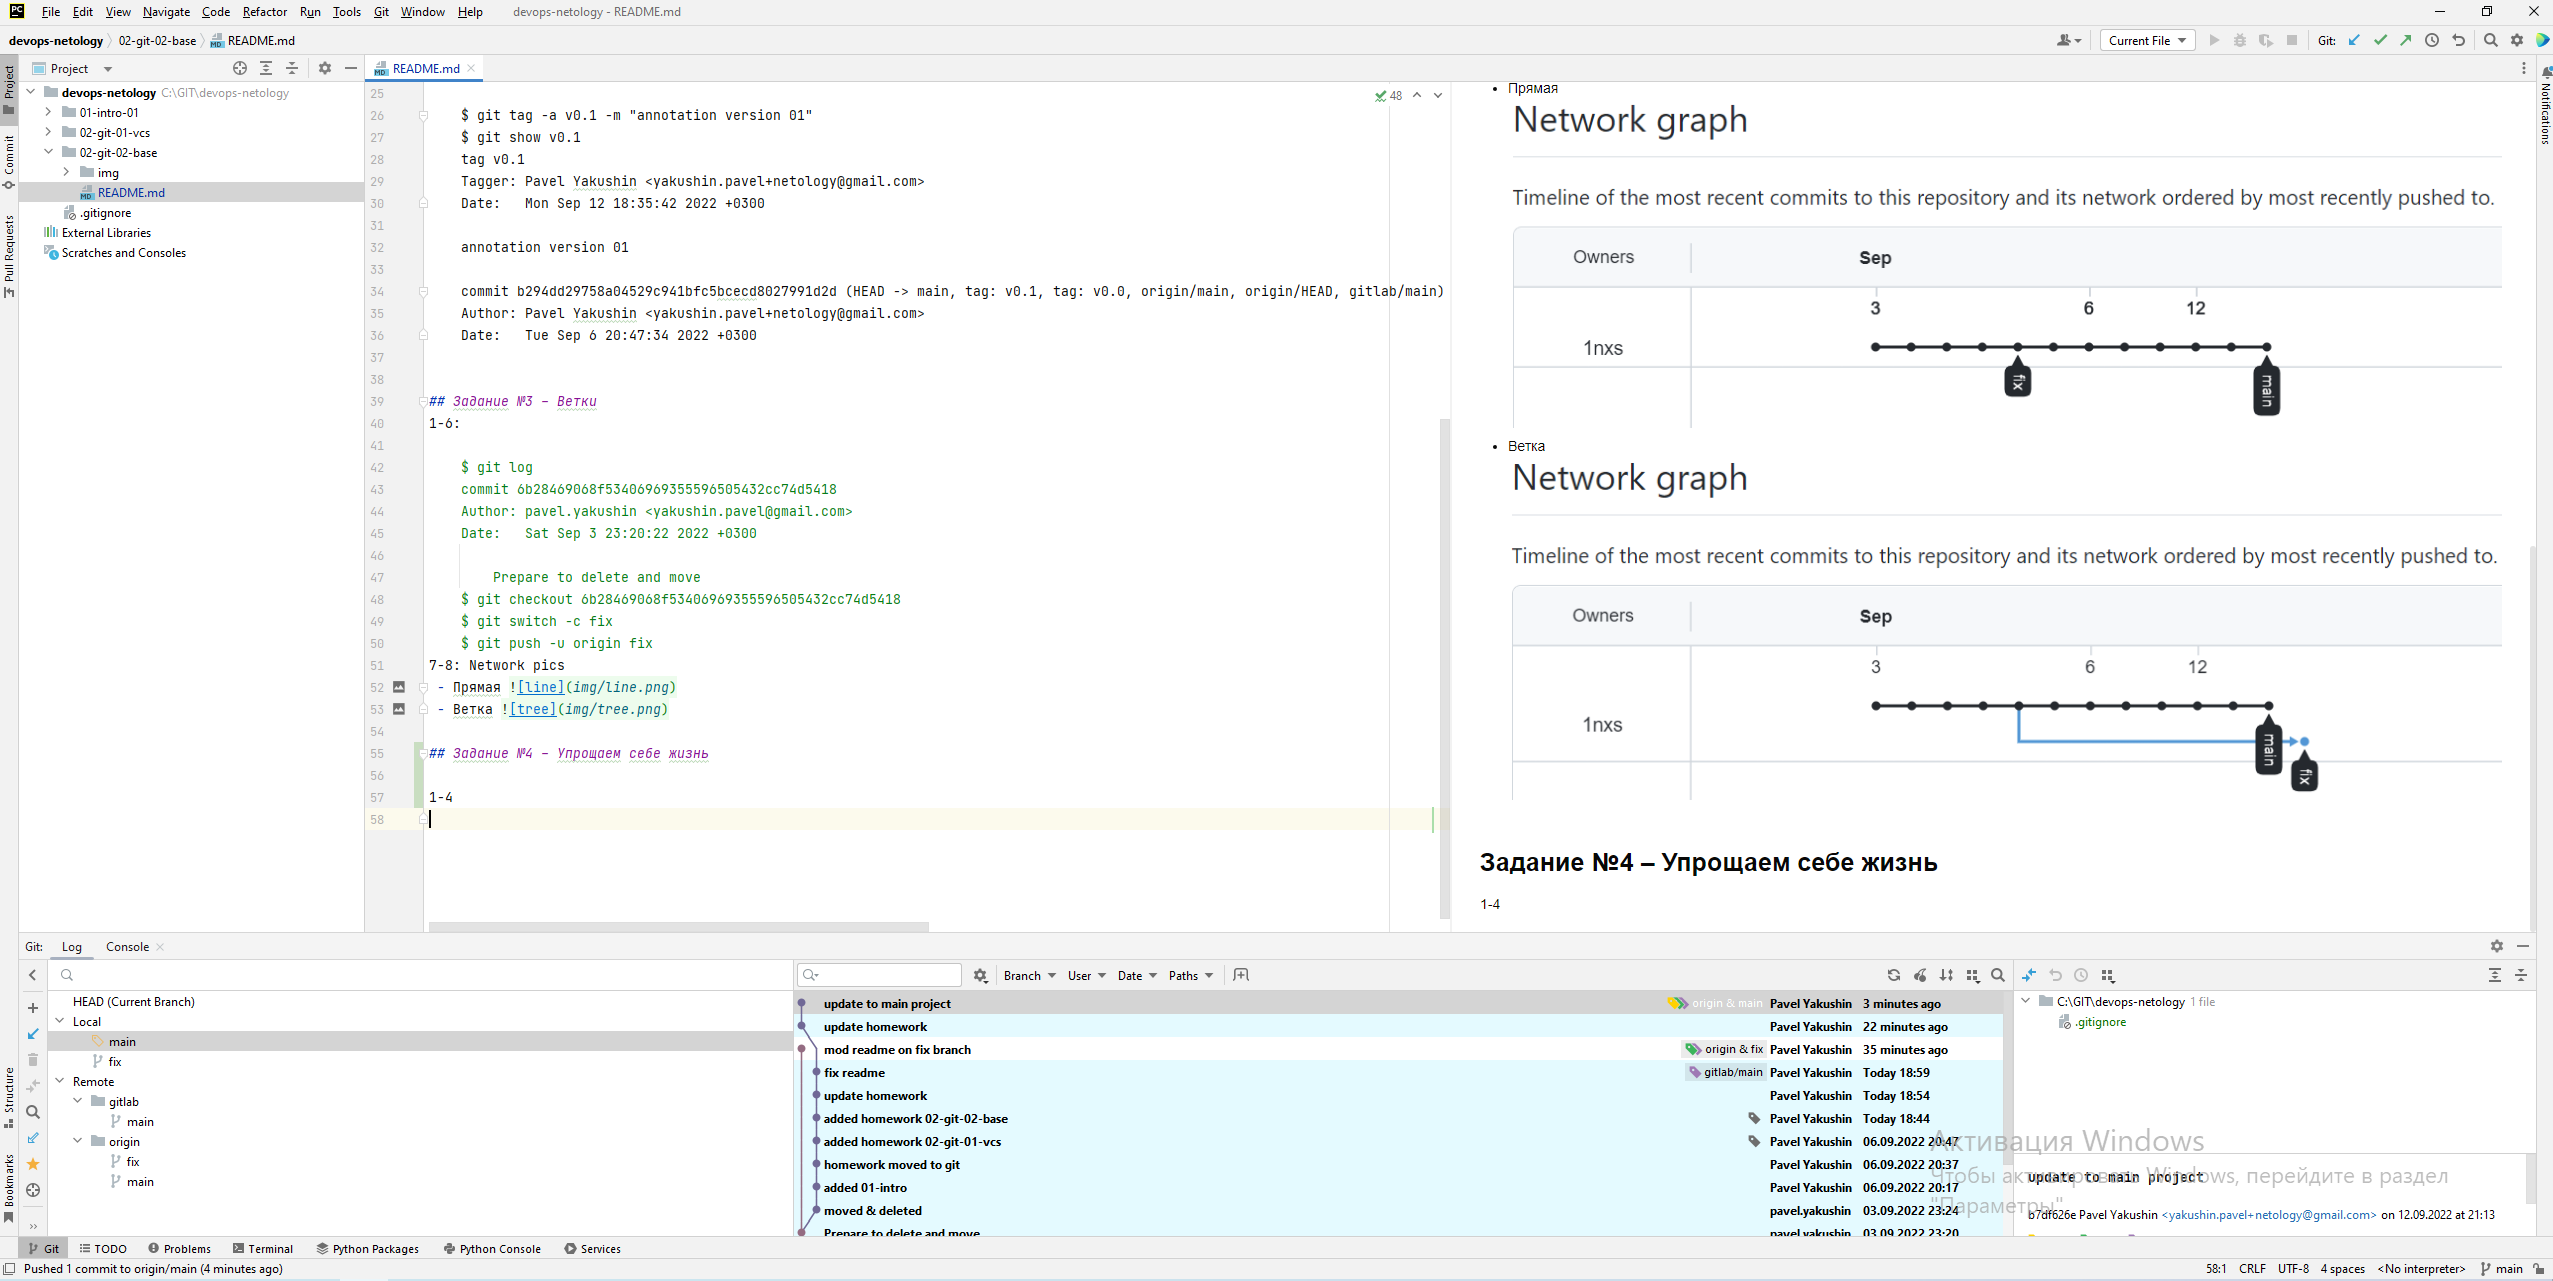 File Edit View Navigate Code Refactor Run Tools Git Window Help devops-netology - README.md
devops-netology 02-git-02-base README.md
Current File Git:
Project
README.md
devops-netology C:\GIT\devops-netology
01-intro-01
02-git-01-vcs
02-git-02-base
img
README.md
.gitignore
External Libraries
Scratches and Consoles
Project
Commit
Pull Requests
Structure
Bookmarks
Notifications
48
25
26 $ git tag -a v0.1 -m "annotation version 01"
27 $ git show v0.1
28 tag v0.1
29 Tagger: Pavel Yakushin <yakushin.pavel+netology@gmail.com>
30 Date:   Mon Sep 12 18:35:42 2022 +0300
31
32 annotation version 01
33
34 commit b294dd29758a04529c941bfc5bcecd8027991d2d (HEAD -> main, tag: v0.1, tag: v0.0, origin/main, origin/HEAD, gitlab/main)
35 Author: Pavel Yakushin <yakushin.pavel+netology@gmail.com>
36 Date:   Tue Sep 6 20:47:34 2022 +0300
37
38
39 ## Задание №3 – Ветки
40 1-6:
41
42 $ git log
43 commit 6b28469068f53406969355596505432cc74d5418
44 Author: pavel.yakushin <yakushin.pavel@gmail.com>
45 Date:   Sat Sep 3 23:20:22 2022 +0300
46
47 Prepare to delete and move
48 $ git checkout 6b28469068f53406969355596505432cc74d5418
49 $ git switch -c fix
50 $ git push -u origin fix
51 7-8: Network pics
52 - Прямая ![line](img/line.png)
53 - Ветка ![tree](img/tree.png)
54
55 ## Задание №4 – Упрощаем себе жизнь
56
57 1-4
58
• Прямая
Network graph
Timeline of the most recent commits to this repository and its network ordered by most recently pushed to.
Owners Sep
3 6 12
1nxs
fix main
• Ветка
Network graph
Timeline of the most recent commits to this repository and its network ordered by most recently pushed to.
Owners Sep
3 6 12
1nxs
main fix
Задание №4 – Упрощаем себе жизнь
1-4
Git: Log Console
HEAD (Current Branch)
Local
main
fix
Remote
gitlab
main
origin
fix
main
Branch User Date Paths
update to main project origin & main Pavel Yakushin 3 minutes ago
update homework Pavel Yakushin 22 minutes ago
mod readme on fix branch origin & fix Pavel Yakushin 35 minutes ago
fix readme gitlab/main Pavel Yakushin Today 18:59
update homework Pavel Yakushin Today 18:54
added homework 02-git-02-base Pavel Yakushin Today 18:44
added homework 02-git-01-vcs Pavel Yakushin 06.09.2022 20:47
homework moved to git Pavel Yakushin 06.09.2022 20:37
added 01-intro Pavel Yakushin 06.09.2022 20:17
moved & deleted pavel.yakushin 03.09.2022 23:24
Prepare to delete and move pavel.yakushin 03.09.2022 23:20
C:\GIT\devops-netology 1 file
.gitignore
Активация Windows
Чтобы активировать Windows, перейдите в раздел
"Параметры".
update to main project
b7df626e Pavel Yakushin <yakushin.pavel+netology@gmail.com> on 12.09.2022 at 21:13
Git TODO Problems Terminal Python Packages Python Console Services
Pushed 1 commit to origin/main (4 minutes ago) 58:1 CRLF UTF-8 4 spaces <No interpreter> main